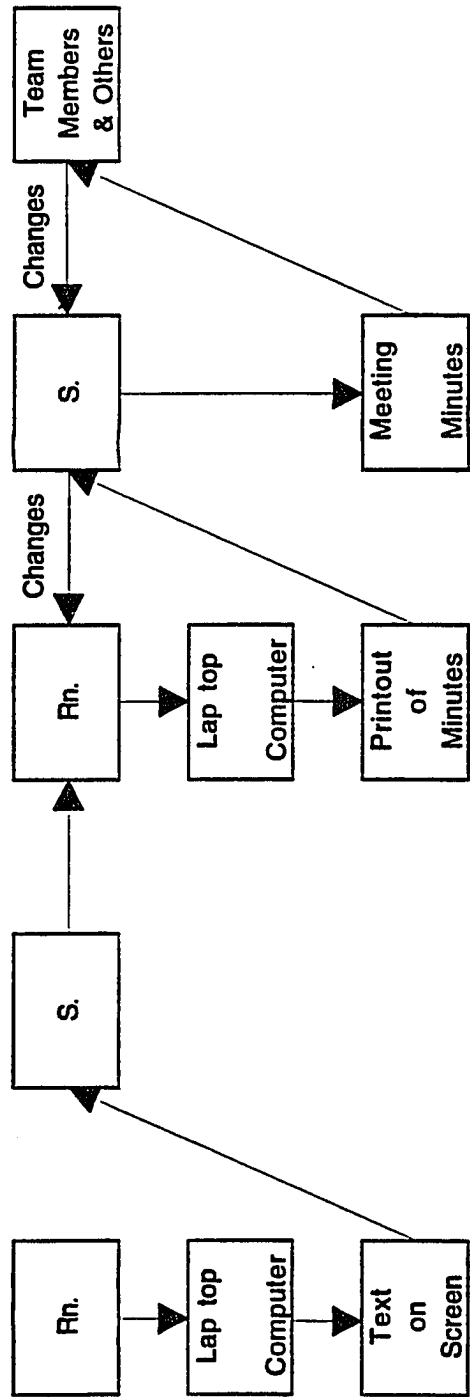 Rn.
S.
Rn.
Changes
S.
Changes
Team
Members
& Others
Lap top
Computer
Lap top
Computer
Text
on
Screen
Printout
of
Minutes
Meeting
Minutes